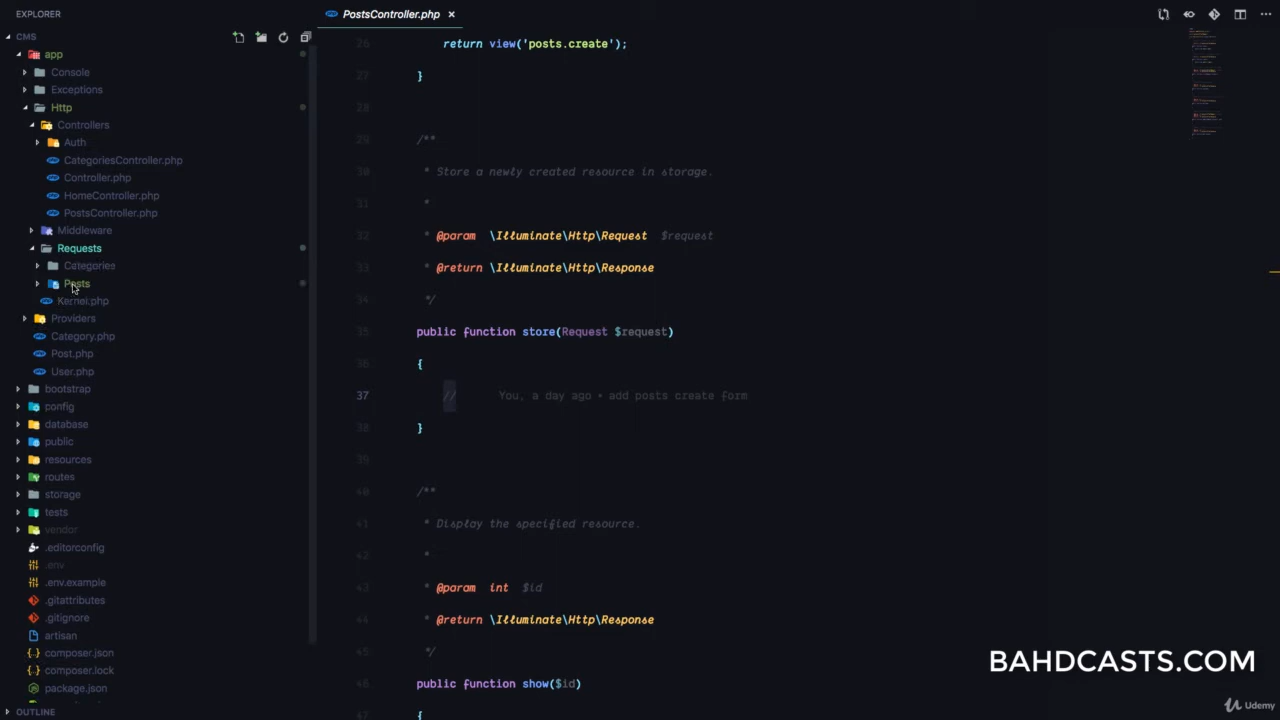 EXPLORER
PostsController.php ×
CMS
app
Console
Exceptions
Http
Controllers
Auth
CategoriesController.php
Controller.php
HomeController.php
PostsController.php
Middleware
Requests
Categories
Posts
Kernel.php
Providers
Category.php
Post.php
User.php
bootstrap
config
database
public
resources
routes
storage
tests
vendor
.editorconfig
.env
.env.example
.gitattributes
.gitignore
artisan
composer.json
composer.lock
package.json
OUTLINE
26 return view('posts.create');
27 }
28
29 /**
30 * Store a newly created resource in storage.
31 *
32 * @param \Illuminate\Http\Request $request
33 * @return \Illuminate\Http\Response
34 */
35 public function store(Request $request)
36 {
37 // You, a day ago • add posts create form
38 }
39
40 /**
41 * Display the specified resource.
42 *
43 * @param int $id
44 * @return \Illuminate\Http\Response
45 */
46 public function show($id)
47 {
BAHDCASTS.COM
Udemy